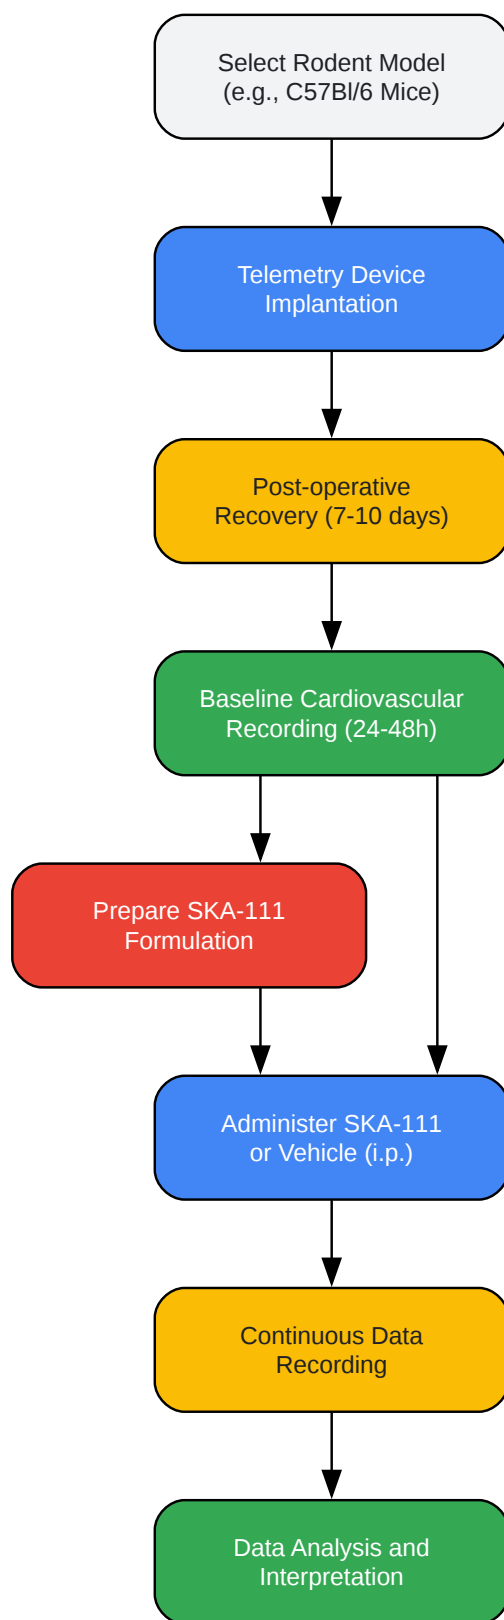 Select Rodent Model
(e.g., C57Bl/6 Mice)
Telemetry Device
Implantation
Post-operative
Recovery (7-10 days)
Baseline Cardiovascular
Recording (24-48h)
Prepare SKA-111
Formulation
Administer SKA-111
or Vehicle (i.p.)
Continuous Data
Recording
Data Analysis and
Interpretation